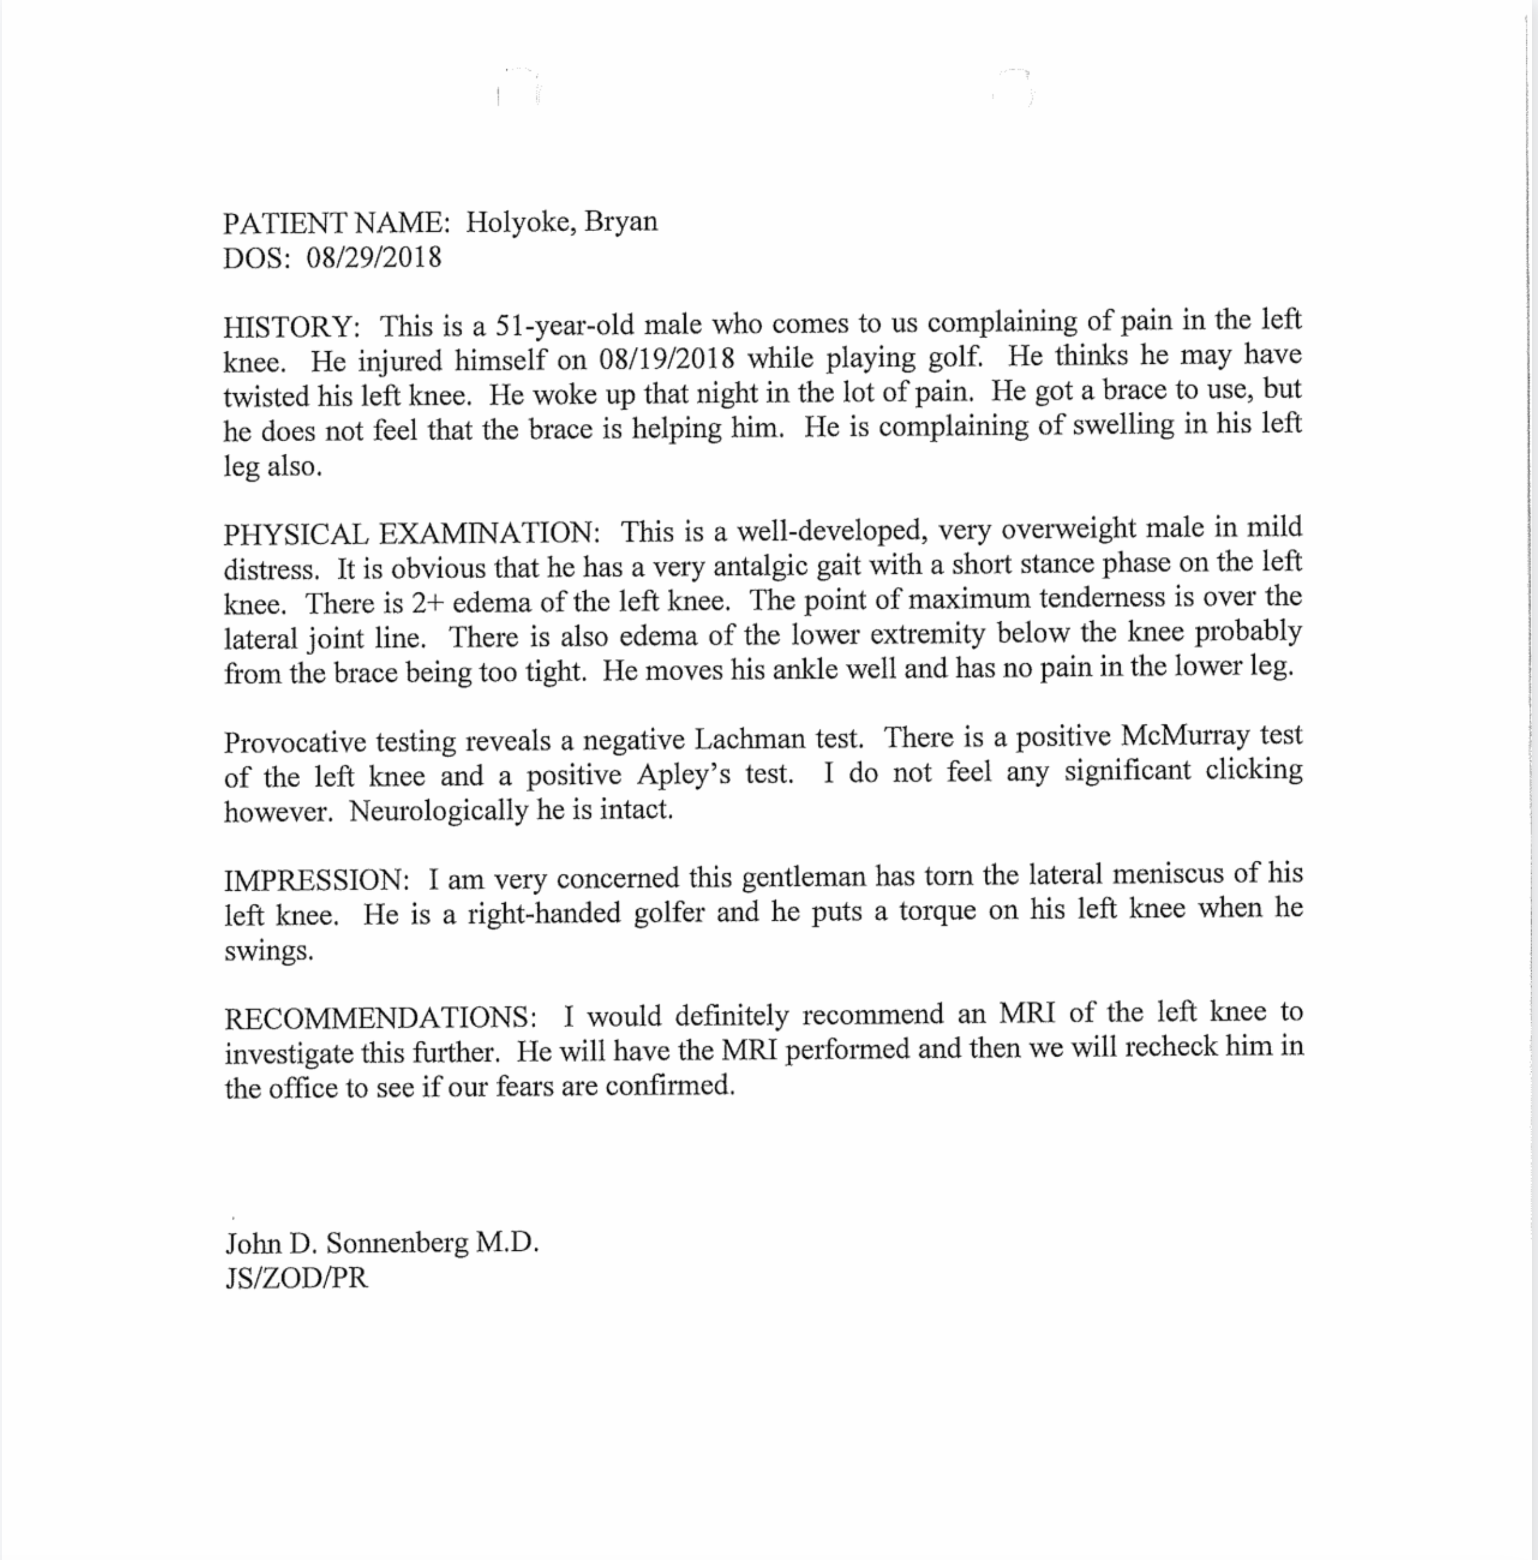 PATIENT NAME: Holyoke, Bryan
DOS: 08/29/2018
HISTORY: This is a 51-year-old male who comes to us complaining of pain in the left
knee. He injured himself on 08/19/2018 while playing golf. He thinks he may have
twisted his left knee. He woke up that night in the lot of pain. He got a brace to use, but
he does not feel that the brace is helping him. He is complaining of swelling in his left
leg also.
PHYSICAL EXAMINATION: This is a well-developed, very overweight male in mild
distress. It is obvious that he has a very antalgic gait with a short stance phase on the left
knee. There is 2+ edema of the left knee. The point of maximum tenderness is over the
lateral joint line. There is also edema of the lower extremity below the knee probably
from the brace being too tight. He moves his ankle well and has no pain in the lower leg.
Provocative testing reveals a negative Lachman test. There is a positive McMurray test
of the left knee and a positive Apley's test. I do not feel any significant clicking
however. Neurologically he is intact.
IMPRESSION: I am very concerned this gentleman has torn the lateral meniscus of his
left knee. He is a right-handed golfer and he puts a torque on his left knee when he
swings.
RECOMMENDATIONS: I would definitely recommend an MRI of the left knee to
investigate this further. He will have the MRI performed and then we will recheck him in
the office to see if our fears are confirmed.
John D. Sonnenberg M.D.
JS/ZOD/PR